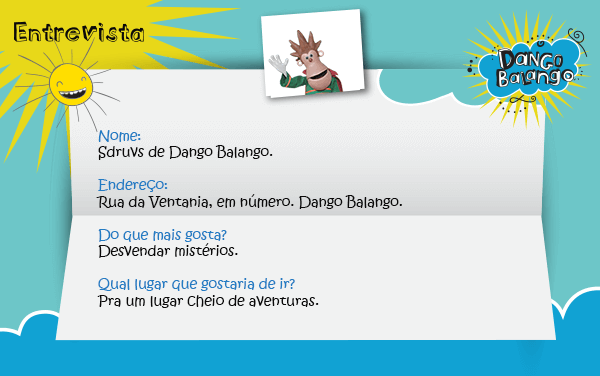 Entrevista
Dango
Balango
Nome:
Sdruvs de Dango Balango.
Endereço:
Rua da Ventania, em número. Dango Balango.
Do que mais gosta?
Desvendar mistérios.
Qual lugar que gostaria de ir?
Pra um lugar cheio de aventuras.